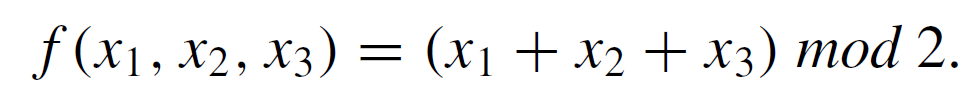 f(x₁, x₂, x₃) = (x₁ + x₂ + x₃) mod 2.